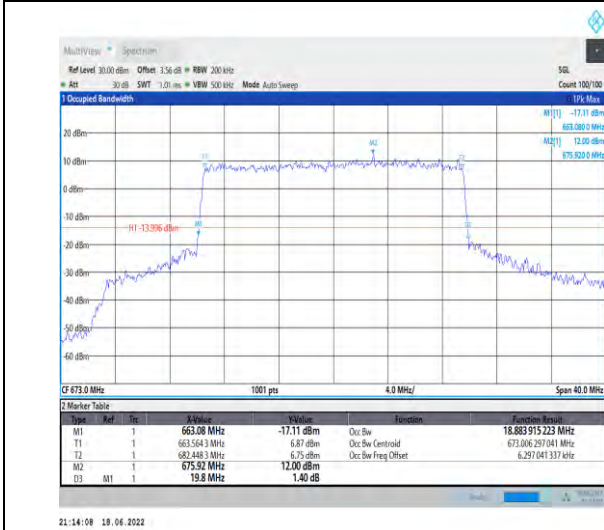 MultiView Spectrum
Ref Level 30.00 dBm Offset 3.56 dB RBW 200 kHz SGL
Att 30 dB SWT 1.01 ms VBW 500 kHz Mode Auto Sweep Count 100/100
1 Occupied Bandwidth 1Pk Max
M1[1] -17.11 dBm
663.080 0 MHz
M2[1] 12.00 dBm
675.920 0 MHz
20 dBm
M2
T1
10 dBm
0 dBm
-10 dBm
H1 -13.996 dBm
M1
-20 dBm
-30 dBm
-40 dBm
-50 dBm
-60 dBm
CF 673.0 MHz 1001 pts 4.0 MHz/ Span 40.0 MHz
2 Marker Table
Type Ref Trc X-Value Y-Value Function Function Result
M1 1 663.08 MHz -17.11 dBm Occ Bw 18.883 915 223 MHz
T1 1 663.564 3 MHz 6.87 dBm Occ Bw Centroid 673.006 297 041 MHz
T2 1 682.448 3 MHz 6.75 dBm Occ Bw Freq Offset 6.297 041 337 kHz
M2 1 675.92 MHz 12.00 dBm
D3 M1 1 19.8 MHz 1.40 dB
21:14:08 18.06.2022